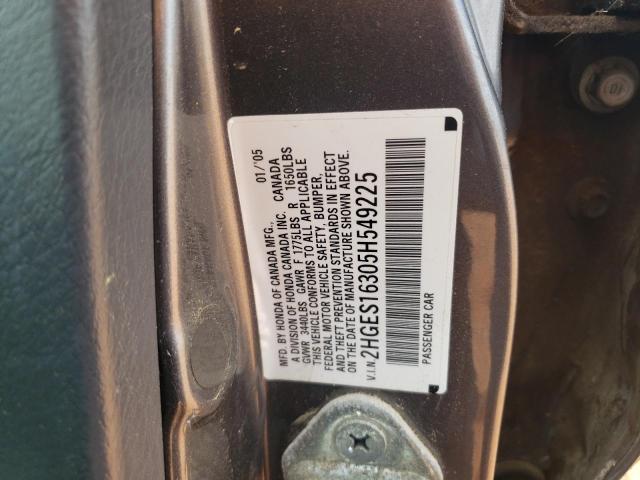 MFD. BY HONDA OF CANADA MFG., 01/'05
A DIVISION OF HONDA CANADA INC. CANADA
GVWR 3440LBS GAWR F 1775LBS R 1650LBS
THIS VEHICLE CONFORMS TO ALL APPLICABLE
FEDERAL MOTOR VEHICLE SAFETY, BUMPER,
AND THEFT PREVENTION STANDARDS IN EFFECT
ON THE DATE OF MANUFACTURE SHOWN ABOVE.
V.I.N. 2HGES16305H549225
PASSENGER CAR